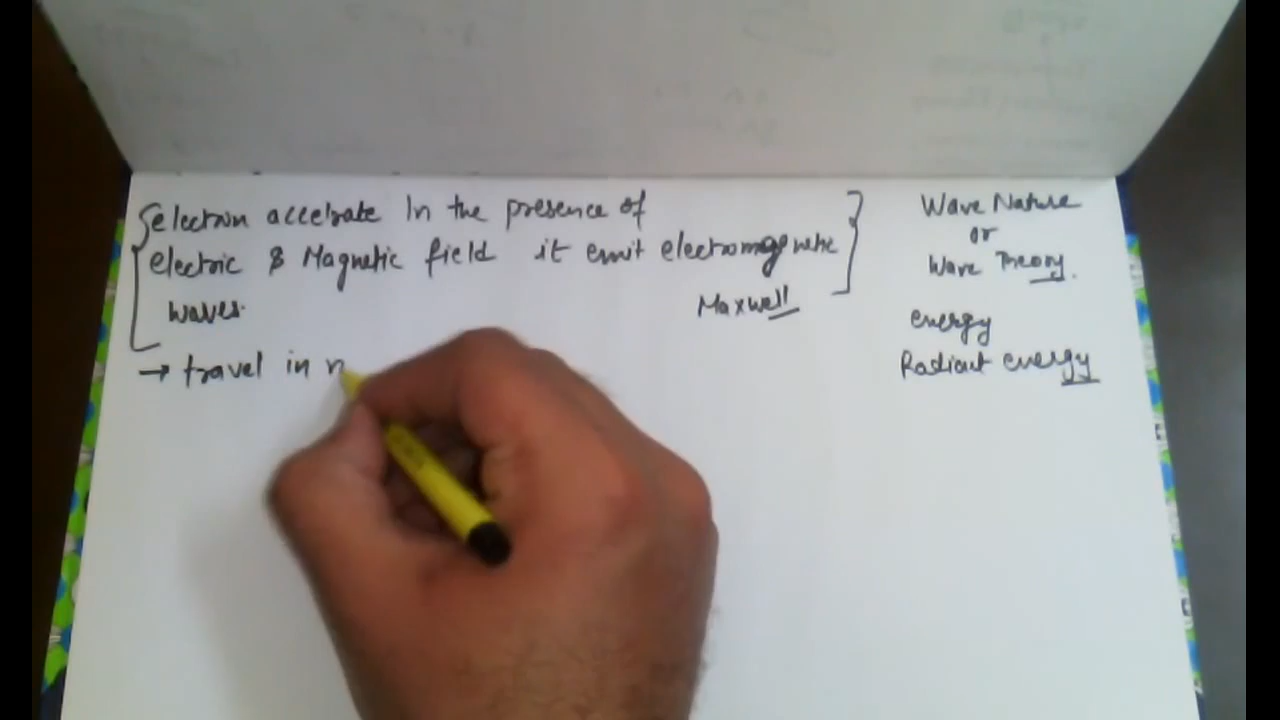 electron accelrate In the presence of
electric & Magnetic field it emit electromagnetic
waves.
Maxwell
→ travel in
Wave Nature
or
Wave Theory.
energy
Radiant energy